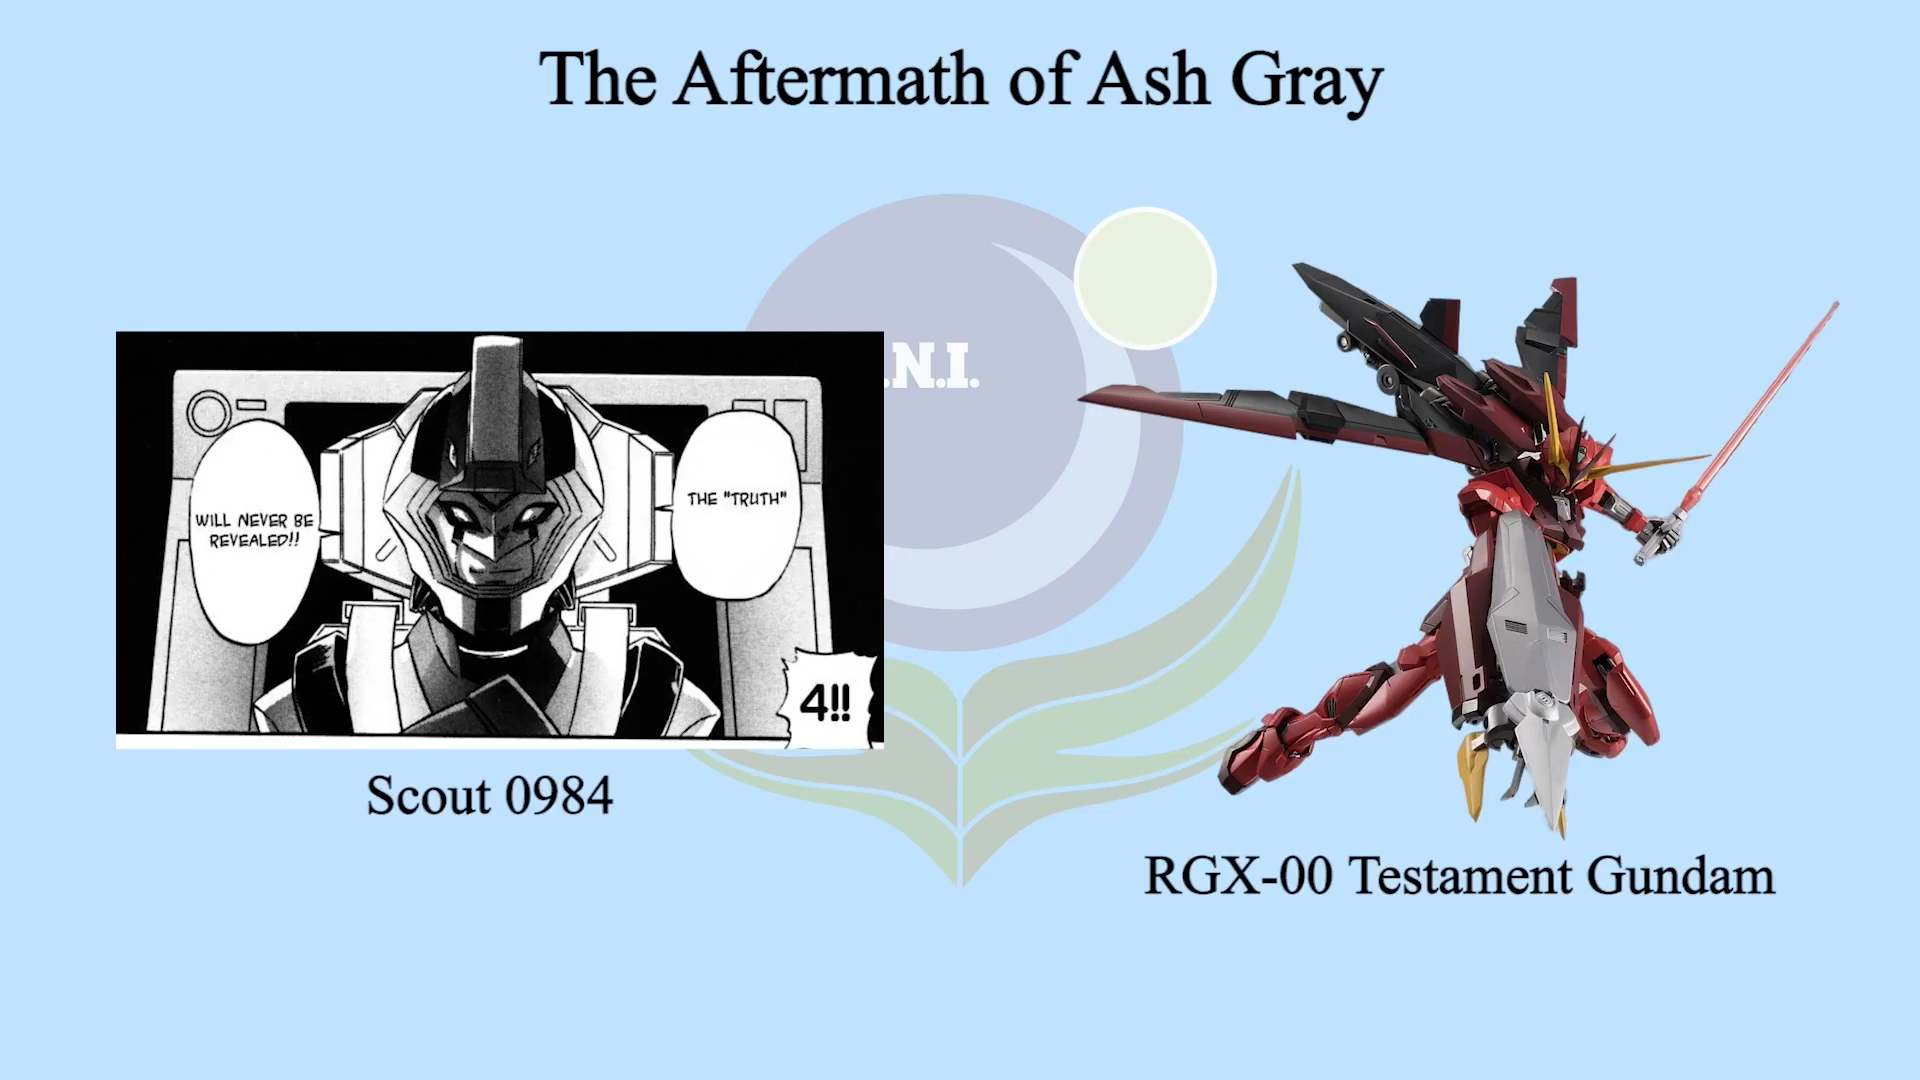 The Aftermath of Ash Gray
.N.I.
WILL NEVER BE
REVEALED!!
THE "TRUTH"
4!!
Scout 0984
RGX-00 Testament Gundam